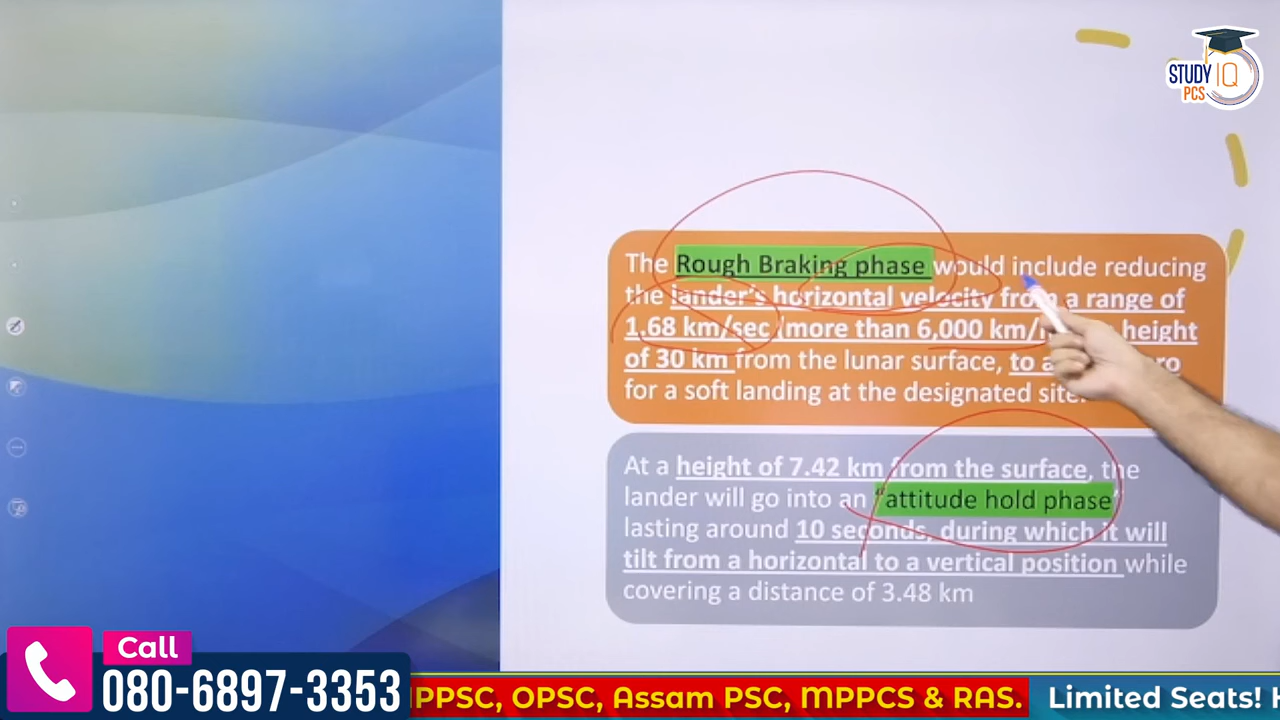 STUDY IQ
PCS
The Rough Braking phase would include reducing
the lander's horizontal velocity from a range of
1.68 km/sec (more than 6,000 km/ height
of 30 km from the lunar surface, to a
for a soft landing at the designated site.
At a height of 7.42 km from the surface, the
lander will go into an "attitude hold phase"
lasting around 10 seconds, during which it will
tilt from a horizontal to a vertical position while
covering a distance of 3.48 km
Call
080-6897-3353
PPSC, OPSC, Assam PSC, MPPCS & RAS.
Limited Seats!